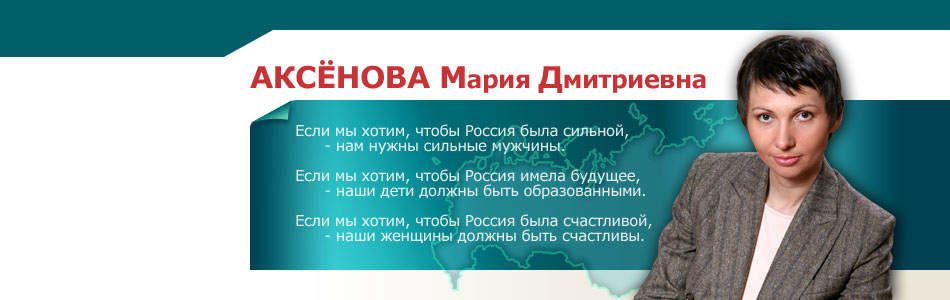 АКСЁНОВА Мария Дмитриевна
Если мы хотим, чтобы Россия была сильной,
- нам нужны сильные мужчины.
Если мы хотим, чтобы Россия имела будущее,
- наши дети должны быть образованными.
Если мы хотим, чтобы Россия была счастливой,
- наши женщины должны быть счастливы.